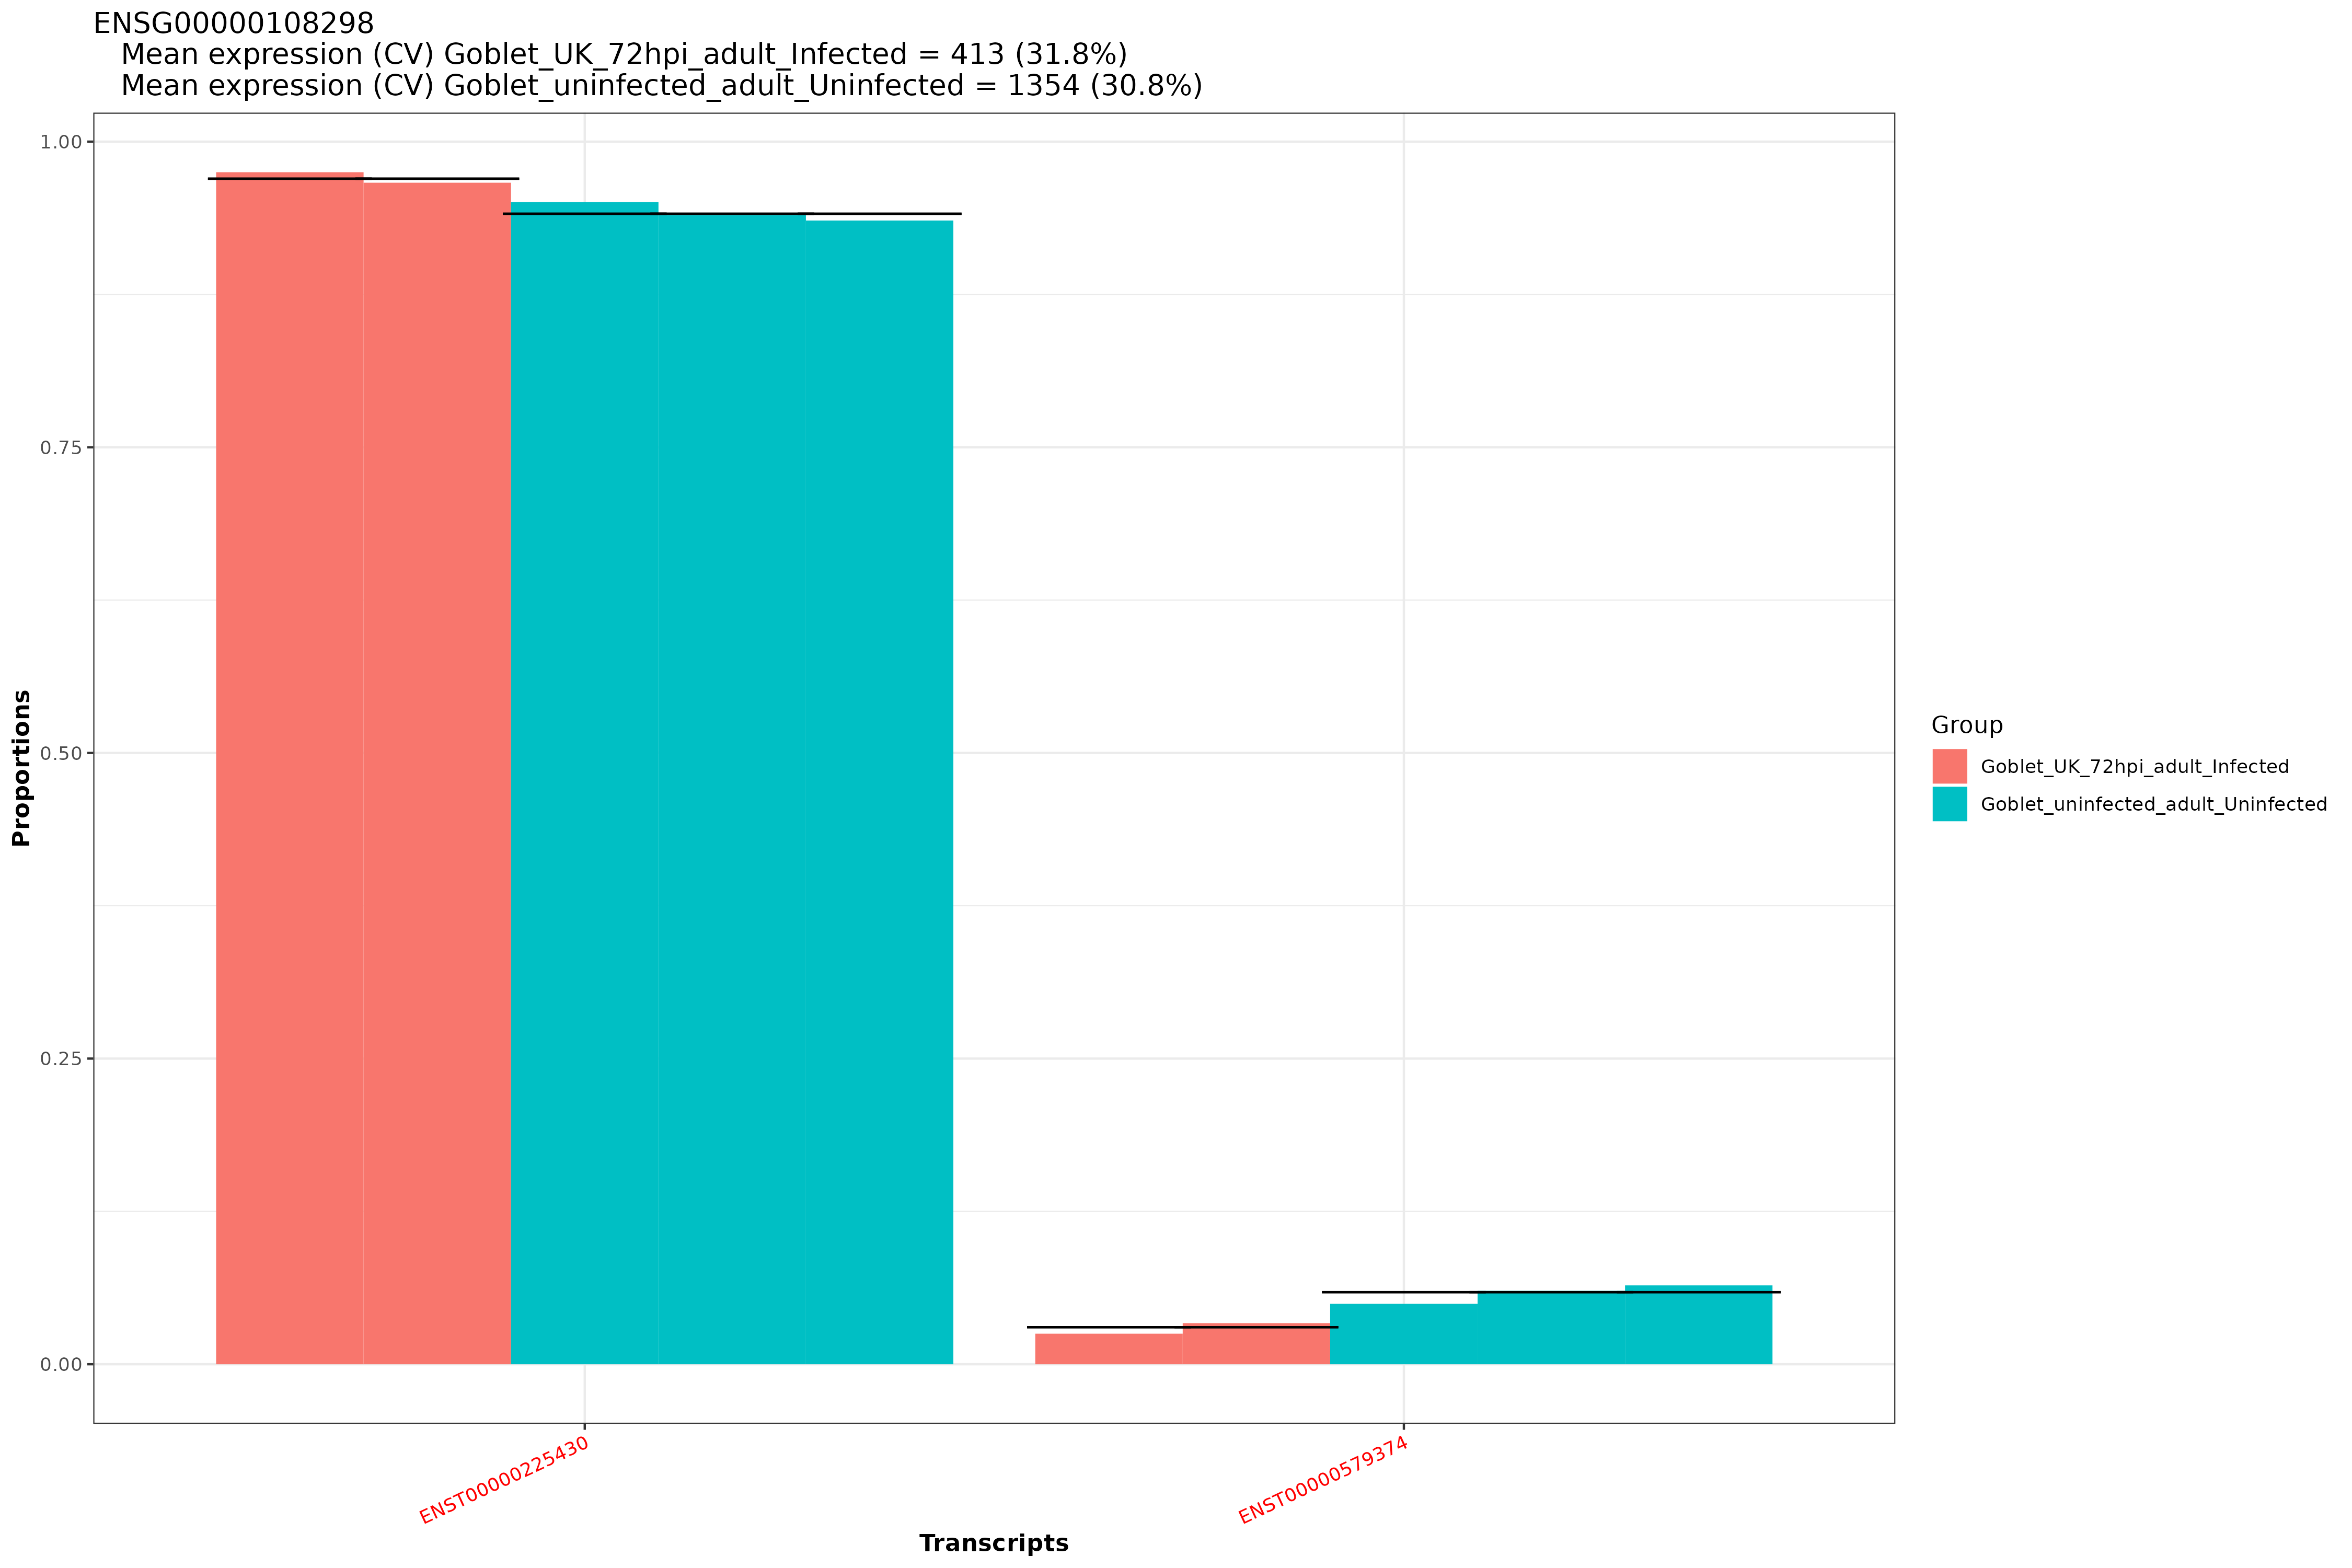 ENSG00000108298
Mean expression (CV) Goblet_UK_72hpi_adult_Infected = 413 (31.8%)
Mean expression (CV) Goblet_uninfected_adult_Uninfected = 1354 (30.8%)
1.00
0.75
0.50
0.25
0.00
Proportions
ENST0000225430
ENST00000579374
Transcripts
Group
Goblet_UK_72hpi_adult_Infected
Goblet_uninfected_adult_Uninfected